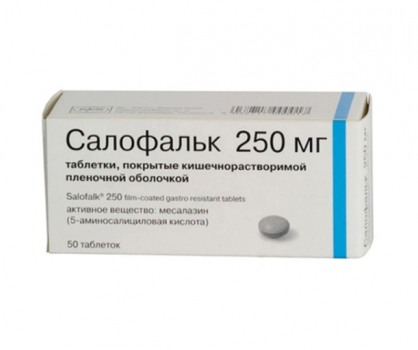 Салофальк 250 мг
таблетки, покрытые кишечнорастворимой
пленочной оболочкой
Salofalk® 250 film-coated gastro resistant tablets
активное вещество: месалазин
(5-аминосалициловая кислота)
50 таблеток